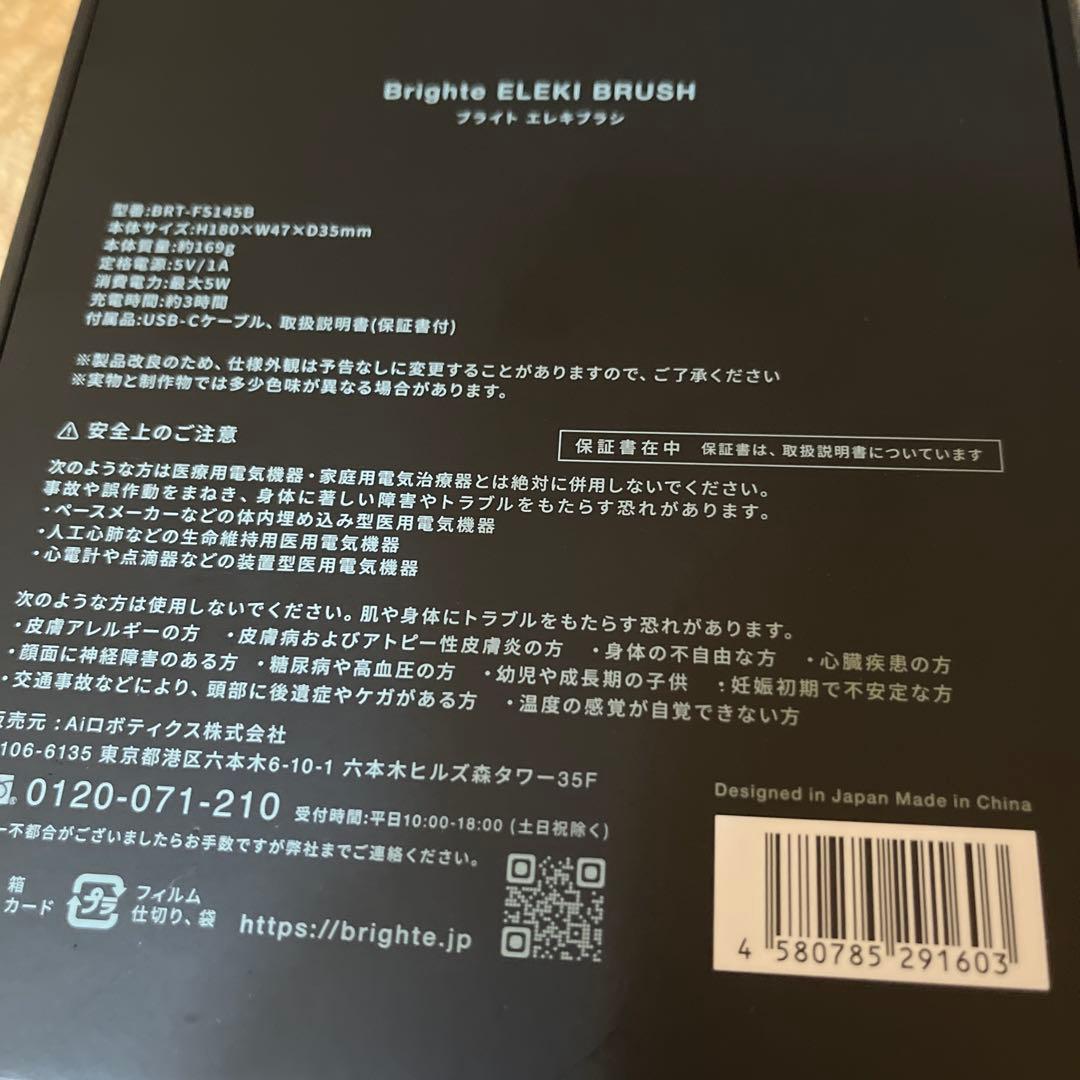 Brighte ELEKI BRUSH
ブライト エレキブラシ
型番:BRT-FS145B
本体サイズ:H180×W47×D35mm
本体質量:約169g
定格電源:5V/1A
消費電力:最大5W
充電時間:約3時間
付属品:USB-Cケーブル、取扱説明書(保証書付)
※製品改良のため、仕様外観は予告なしに変更することがありますので、ご了承ください
※実物と制作物では多少色味が異なる場合があります。
⚠ 安全上のご注意
保証書在中 保証書は、取扱説明書についています
次のような方は医療用電気機器・家庭用電気治療器とは絶対に併用しないでください。
事故や誤作動をまねき、身体に著しい障害やトラブルをもたらす恐れがあります。
・ペースメーカーなどの体内埋め込み型医用電気機器
・人工心肺などの生命維持用医用電気機器
・心電計や点滴器などの装置型医用電気機器
次のような方は使用しないでください。肌や身体にトラブルをもたらす恐れがあります。
・皮膚アレルギーの方 ・皮膚病およびアトピー性皮膚炎の方 ・身体の不自由な方 ・心臓疾患の方
・顔面に神経障害のある方 ・糖尿病や高血圧の方 ・幼児や成長期の子供 ・妊娠初期で不安定な方
・交通事故などにより、頭部に後遺症やケガがある方 ・温度の感覚が自覚できない方
販売元:Aiロボティクス株式会社
106-6135 東京都港区六本木6-10-1 六本木ヒルズ森タワー35F
0120-071-210 受付時間:平日10:00-18:00 (土日祝除く)
一不都合がございましたらお手数ですが弊社までご連絡ください。
箱
カード
プラ
フィルム
仕切り、袋
https://brighte.jp
Designed in Japan Made in China
4 580785 291603